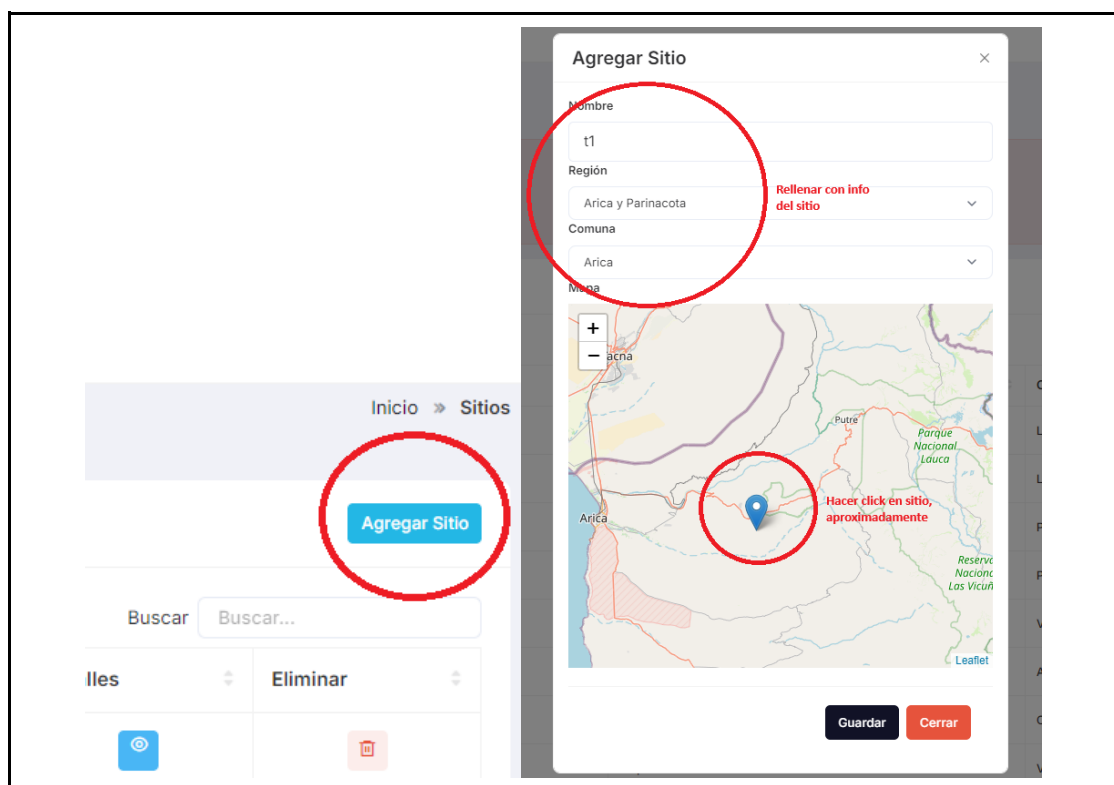 Inicio » Sitios
Agregar Sitio
Buscar
Buscar...
lles
Eliminar
Agregar Sitio
×
Nombre
t1
Región
Arica y Parinacota
Rellenar con info
del sitio
Comuna
Arica
Mapa
+
−
acna
Putre
Parque
Nacional
Lauca
Arica
Hacer click en sitio,
aproximadamente
Reserva
Nacional
Las Vicuñ
Leaflet
Guardar
Cerrar